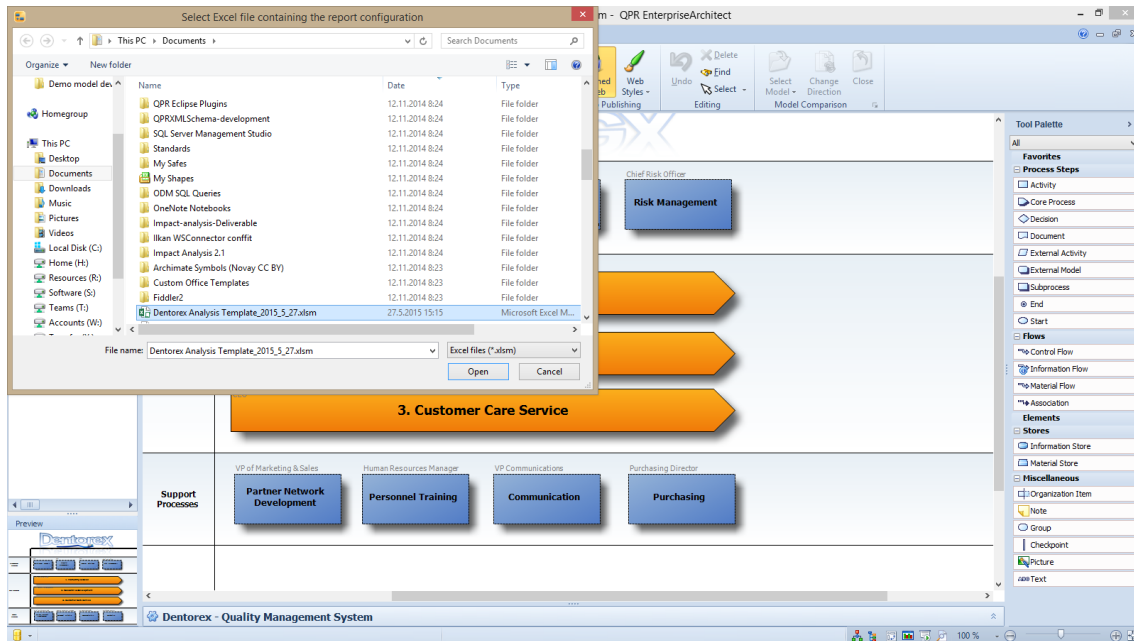 Select Excel file containing the report configuration
m - QPR EnterpriseArchitect
This PC
Documents
Search Documents
Organize
New folder
Demo model dev
Homegroup
This PC
Desktop
Documents
Downloads
Music
Pictures
Videos
Local Disk (C:)
Home (H:)
Resources (R:)
Software (S:)
Teams (T:)
Accounts (W:)
Name Date Type
QPR Eclipse Plugins 12.11.2014 8:24 File folder
QPRXMLSchema-development 12.11.2014 8:24 File folder
SQL Server Management Studio 12.11.2014 8:24 File folder
Standards 12.11.2014 8:24 File folder
My Safes 12.11.2014 8:24 File folder
My Shapes 12.11.2014 8:24 File folder
ODM SQL Queries 12.11.2014 8:24 File folder
OneNote Notebooks 12.11.2014 8:24 File folder
Impact-analysis-Deliverable 12.11.2014 8:24 File folder
Ilkan WSConnector conffit 12.11.2014 8:24 File folder
Impact Analysis 2.1 12.11.2014 8:24 File folder
Archimate Symbols (Novay CC BY) 12.11.2014 8:23 File folder
Custom Office Templates 12.11.2014 8:23 File folder
Fiddler2 12.11.2014 8:23 File folder
Dentorex Analysis Template_2015_5_27.xlsm 27.5.2015 15:15 Microsoft Excel M...
File name: Dentorex Analysis Template_2015_5_27.xlsm
Excel files (*.xlsm)
Open Cancel
ned
eb
Web
Styles
Publishing
Undo
Delete
Find
Select
Editing
Select
Model
Change
Direction
Close
Model Comparison
Chief Risk Officer
Risk Management
3. Customer Care Service
Support
Processes
VP of Marketing & Sales
Partner Network
Development
Human Resources Manager
Personnel Training
VP Communications
Communication
Purchasing Director
Purchasing
Preview
Dentorex
Dentorex - Quality Management System
Tool Palette
All
Favorites
Process Steps
Activity
Core Process
Decision
Document
External Activity
External Model
Subprocess
End
Start
Flows
Control Flow
Information Flow
Material Flow
Association
Elements
Stores
Information Store
Material Store
Miscellaneous
Organization Item
Note
Group
Checkpoint
Picture
Text
100 %